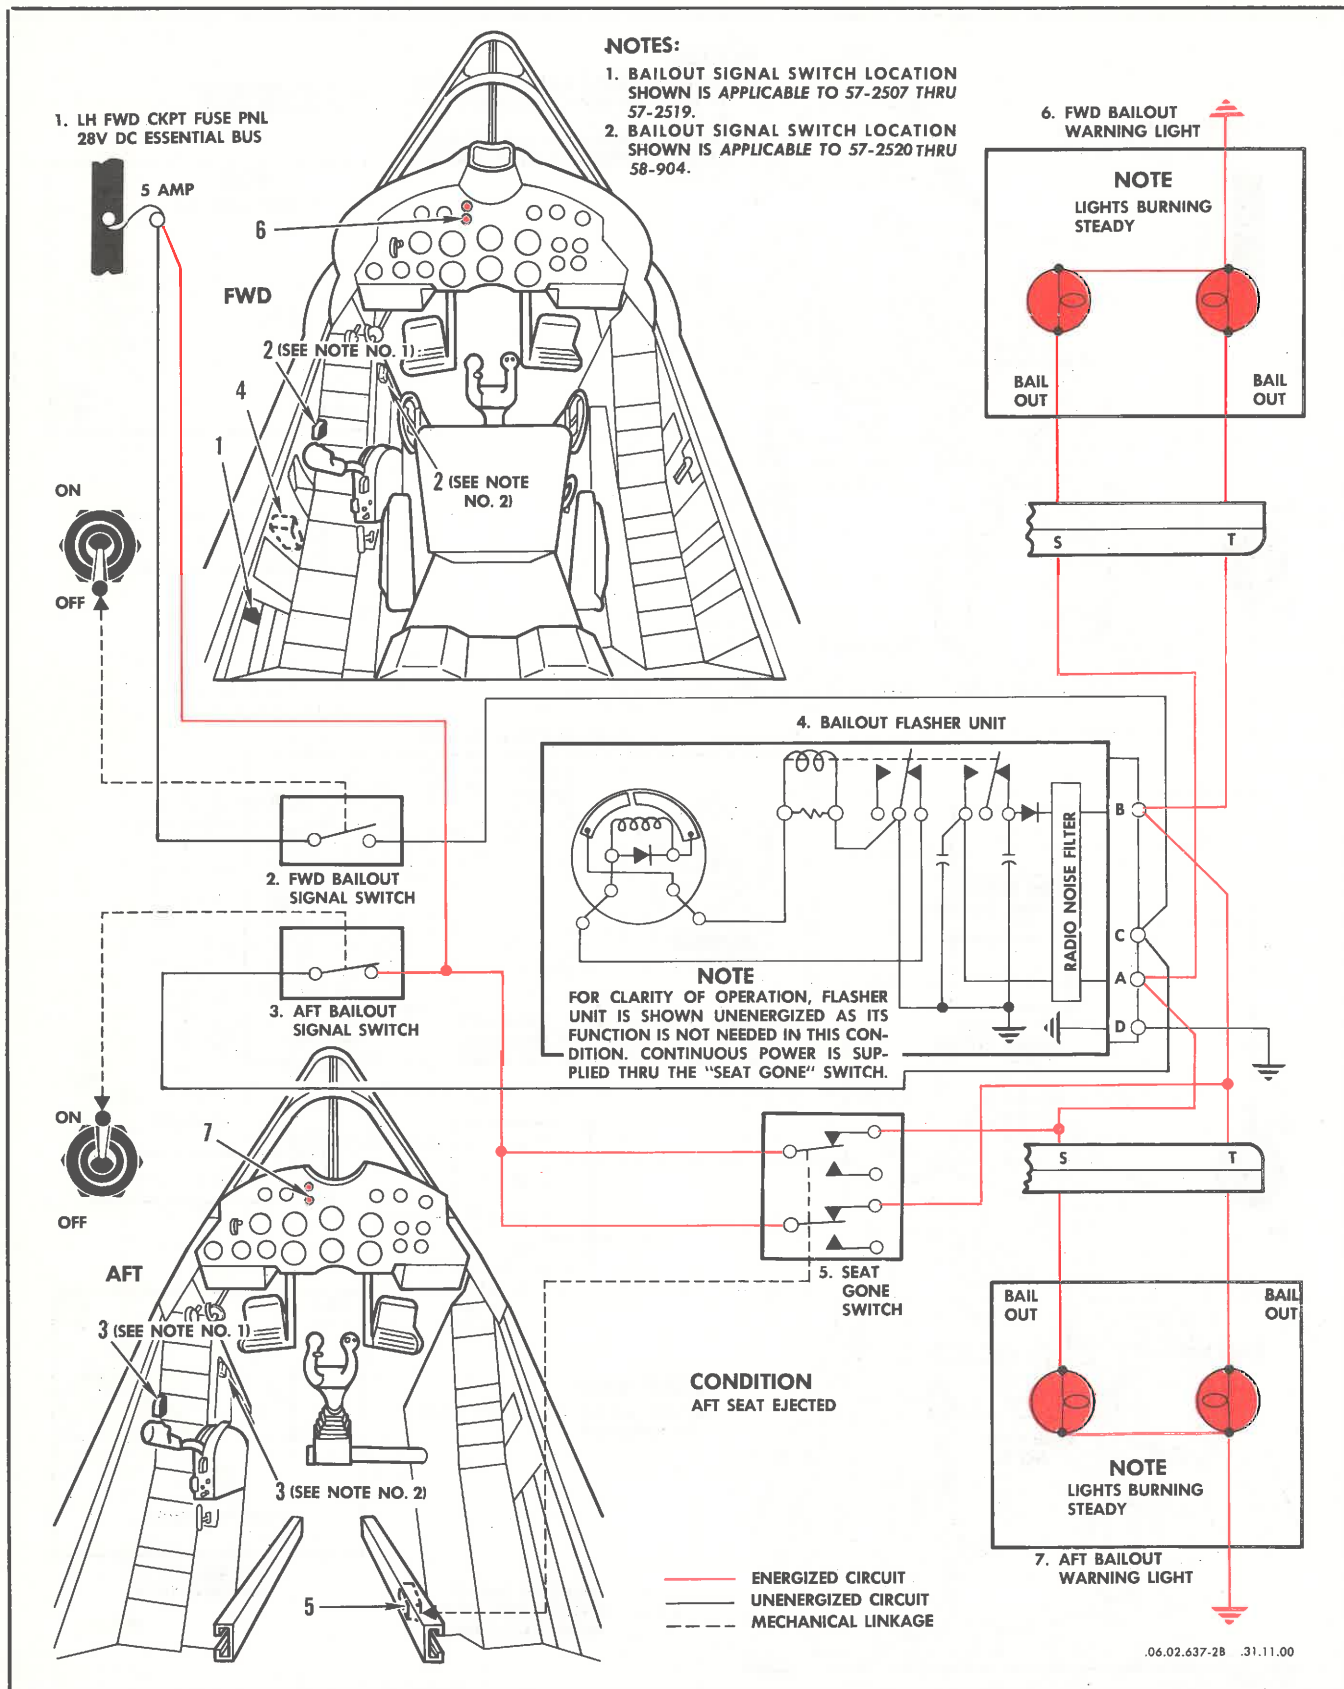 NOTES:
1. BAILOUT SIGNAL SWITCH LOCATION
SHOWN IS APPLICABLE TO 57-2507 THRU
57-2519.
2. BAILOUT SIGNAL SWITCH LOCATION
SHOWN IS APPLICABLE TO 57-2520 THRU
58-904.
1. LH FWD CKPT FUSE PNL
28V DC ESSENTIAL BUS
5 AMP
6. FWD BAILOUT
WARNING LIGHT
NOTE
LIGHTS BURNING
STEADY
BAIL
OUT
BAIL
OUT
S
T
6
FWD
2 (SEE NOTE NO. 1)
4
2
1
2 (SEE NOTE
NO. 2)
ON
OFF
4. BAILOUT FLASHER UNIT
RADIO NOISE FILTER
B
C
A
D
NOTE
FOR CLARITY OF OPERATION, FLASHER
UNIT IS SHOWN UNENERGIZED AS ITS
FUNCTION IS NOT NEEDED IN THIS CON-
DITION. CONTINUOUS POWER IS SUP-
PLIED THRU THE "SEAT GONE" SWITCH.
2. FWD BAILOUT
SIGNAL SWITCH
3. AFT BAILOUT
SIGNAL SWITCH
ON
OFF
7
AFT
3 (SEE NOTE NO. 1)
3
3 (SEE NOTE NO. 2)
5
5. SEAT
GONE
SWITCH
S
T
BAIL
OUT
BAIL
OUT
NOTE
LIGHTS BURNING
STEADY
7. AFT BAILOUT
WARNING LIGHT
CONDITION
AFT SEAT EJECTED
ENERGIZED CIRCUIT
UNENERGIZED CIRCUIT
MECHANICAL LINKAGE
.06.02.637-2B .31.11.00